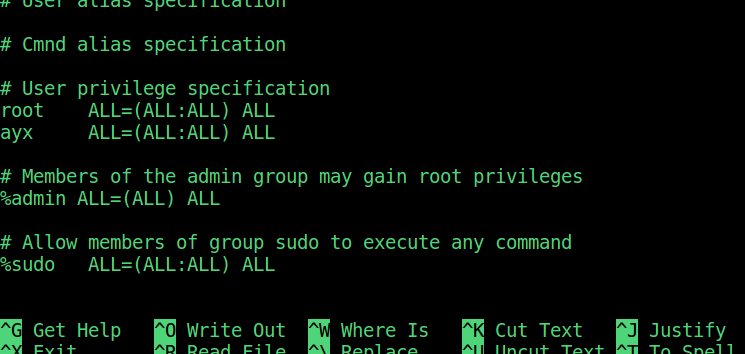 # User alias specification
# Cmnd alias specification
# User privilege specification
root    ALL=(ALL:ALL) ALL
ayx     ALL=(ALL:ALL) ALL
# Members of the admin group may gain root privileges
%admin ALL=(ALL) ALL
# Allow members of group sudo to execute any command
%sudo   ALL=(ALL:ALL) ALL
^G Get Help   ^O Write Out  ^W Where Is   ^K Cut Text   ^J Justify
^X Exit       ^R Read File  ^\ Replace    ^U Uncut Text ^T To Spell